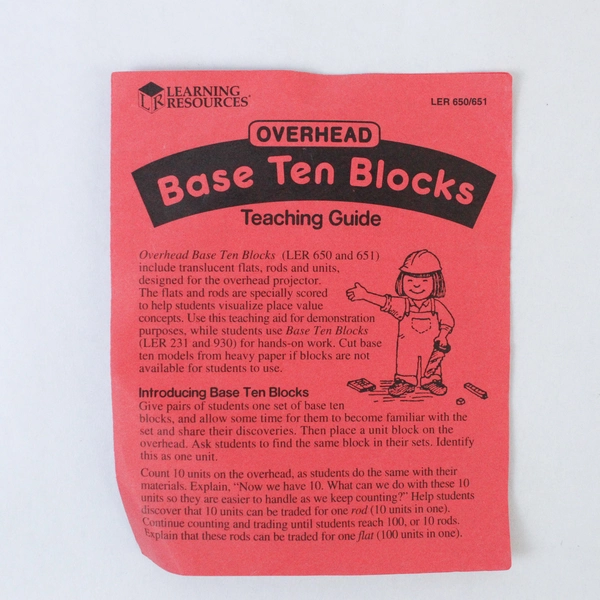 LEARNING
RESOURCES®
LER 650/651
OVERHEAD
Base Ten Blocks
Teaching Guide
Overhead Base Ten Blocks (LER 650 and 651)
include translucent flats, rods and units,
designed for the overhead projector.
The flats and rods are specially scored
to help students visualize place value
concepts. Use this teaching aid for demonstration
purposes, while students use Base Ten Blocks
(LER 231 and 930) for hands-on work. Cut base
ten models from heavy paper if blocks are not
available for students to use.
Introducing Base Ten Blocks
Give pairs of students one set of base ten
blocks, and allow some time for them to become familiar with the
set and share their discoveries. Then place a unit block on the
overhead. Ask students to find the same block in their sets. Identify
this as one unit.
Count 10 units on the overhead, as students do the same with their
materials. Explain, “Now we have 10. What can we do with these 10
units so they are easier to handle as we keep counting?” Help students
discover that 10 units can be traded for one rod (10 units in one).
Continue counting and trading until students reach 100, or 10 rods.
Explain that these rods can be traded for one flat (100 units in one).